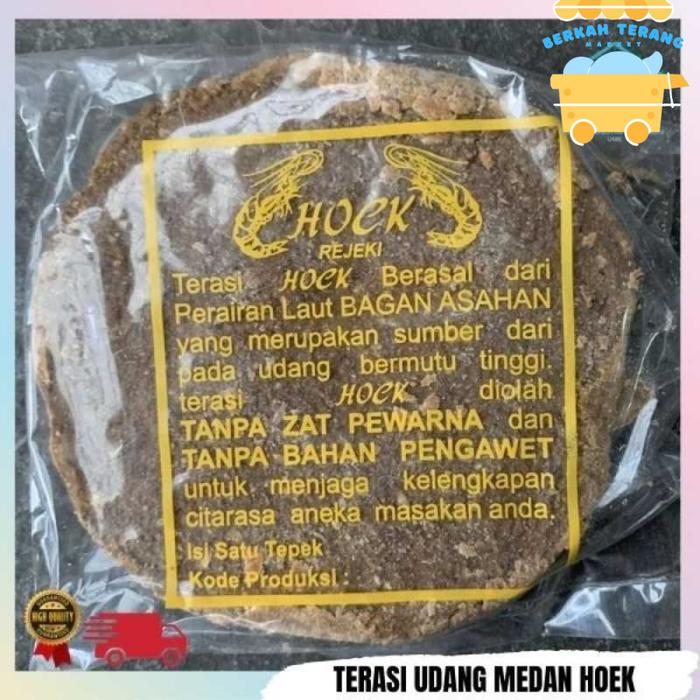 BERKAH TERANG
MARKET
HOCK
REJEKI
Terasi HOCK Berasal dari
Perairan Laut BAGAN ASAHAN
yang merupakan sumber dari
pada udang bermutu tinggi.
terasi HOCK diolah
TANPA ZAT PEWARNA dan
TANPA BAHAN PENGAWET
untuk menjaga kelengkapan
citarasa aneka masakan anda.
Isi Satu Tepek
Kode Produksi :
HIGH QUALITY
TERASI UDANG MEDAN HOEK